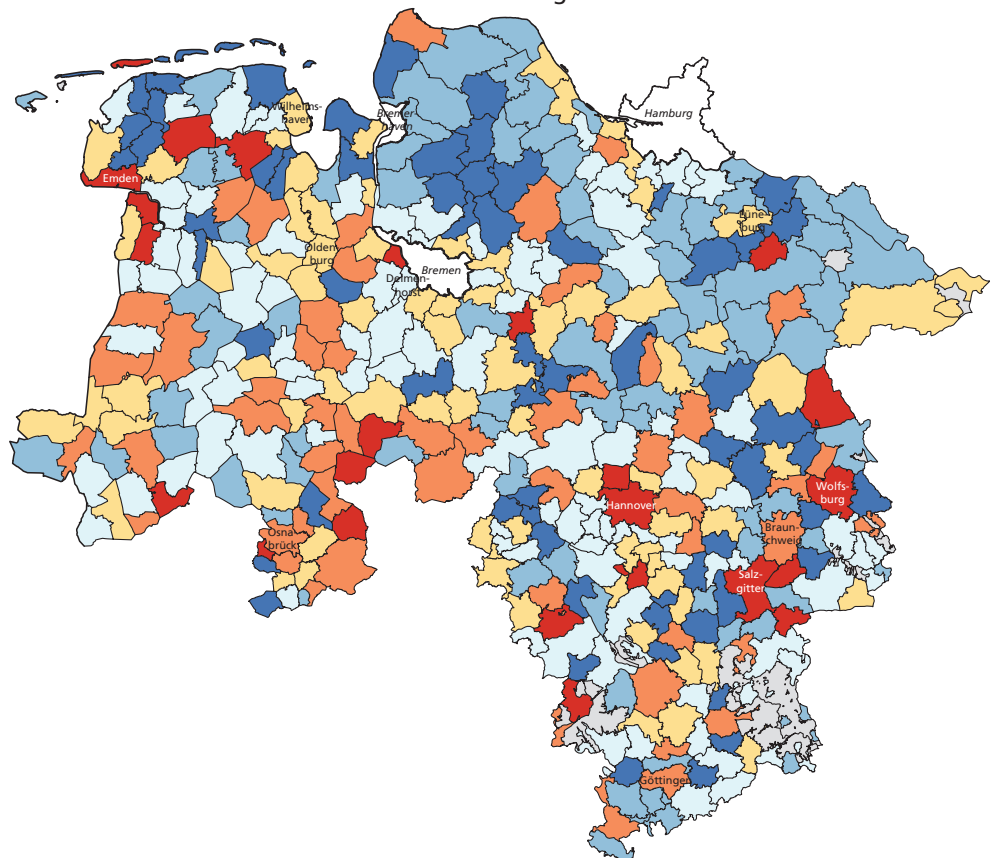 Wilhelms-
haven
Bremer-
haven
Hamburg
Emden
Lüne-
burg
Olden-
burg
Bremen
Delmen-
horst
Wolfs-
burg
Hannover
Braun-
schweig
Osna-
brück
Salz-
gitter
Göttingen